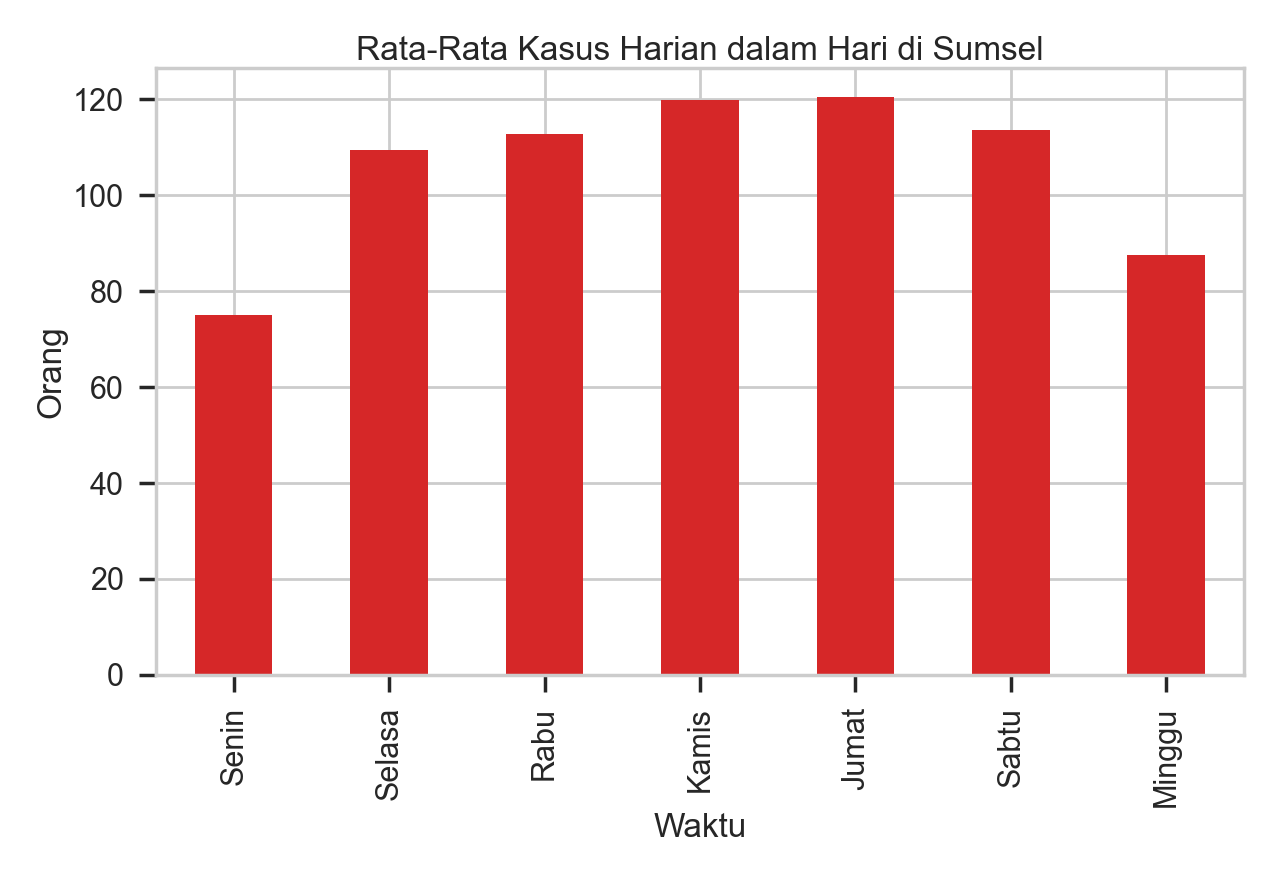 Rata-Rata Kasus Harian dalam Hari di Sumsel
Orang
120
100
80
60
40
20
0
Senin
Selasa
Rabu
Kamis
Jumat
Sabtu
Minggu
Waktu